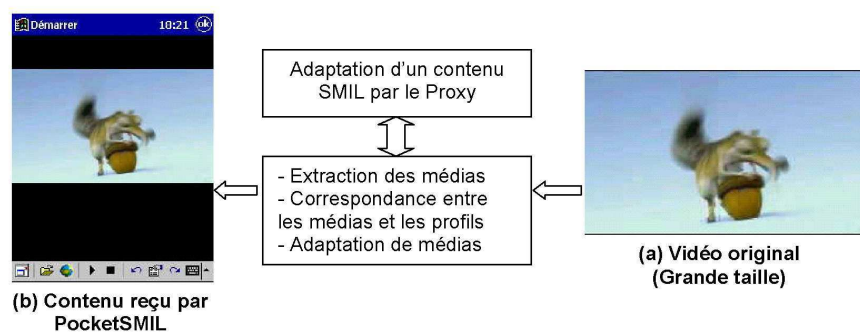 Démarrer 18:21 ok
Adaptation d'un contenu
SMIL par le Proxy
- Extraction des médias
- Correspondance entre
les médias et les profils
- Adaptation de médias
(a) Vidéo original
(Grande taille)
(b) Contenu reçu par
PocketSMIL